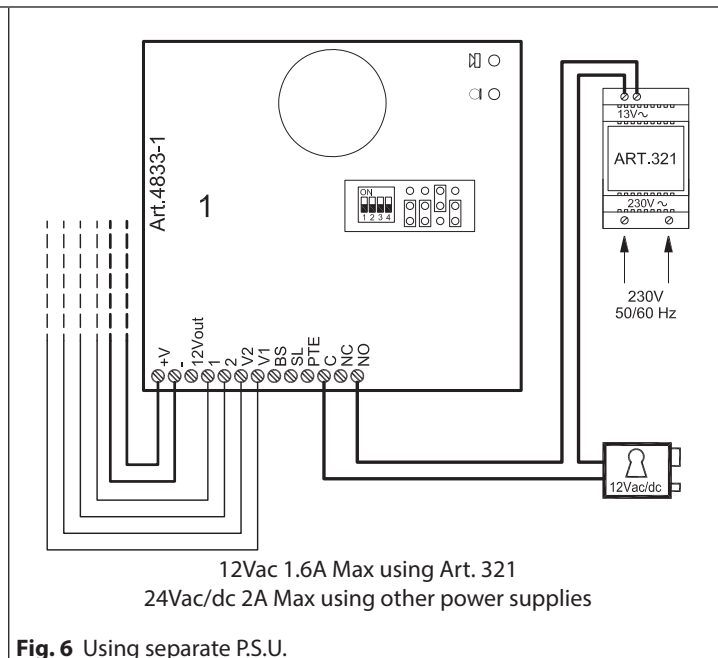 Art.4833-1
1
ON
1 2 3 4
13V~
ART.321
230V ~
230V
50/60 Hz
+V
-
12Vout
1
2
V2
V1
BS
SL
PTE
C
NC
NO
12Vac/dc
12Vac 1.6A Max using Art. 321
24Vac/dc 2A Max using other power supplies
Fig. 6 Using separate P.S.U.